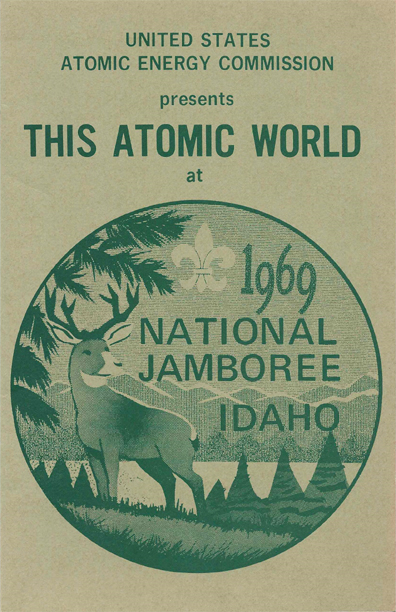 UNITED STATES
ATOMIC ENERGY COMMISSION
presents
THIS ATOMIC WORLD
at
1969
NATIONAL
JAMBOREE
IDAHO